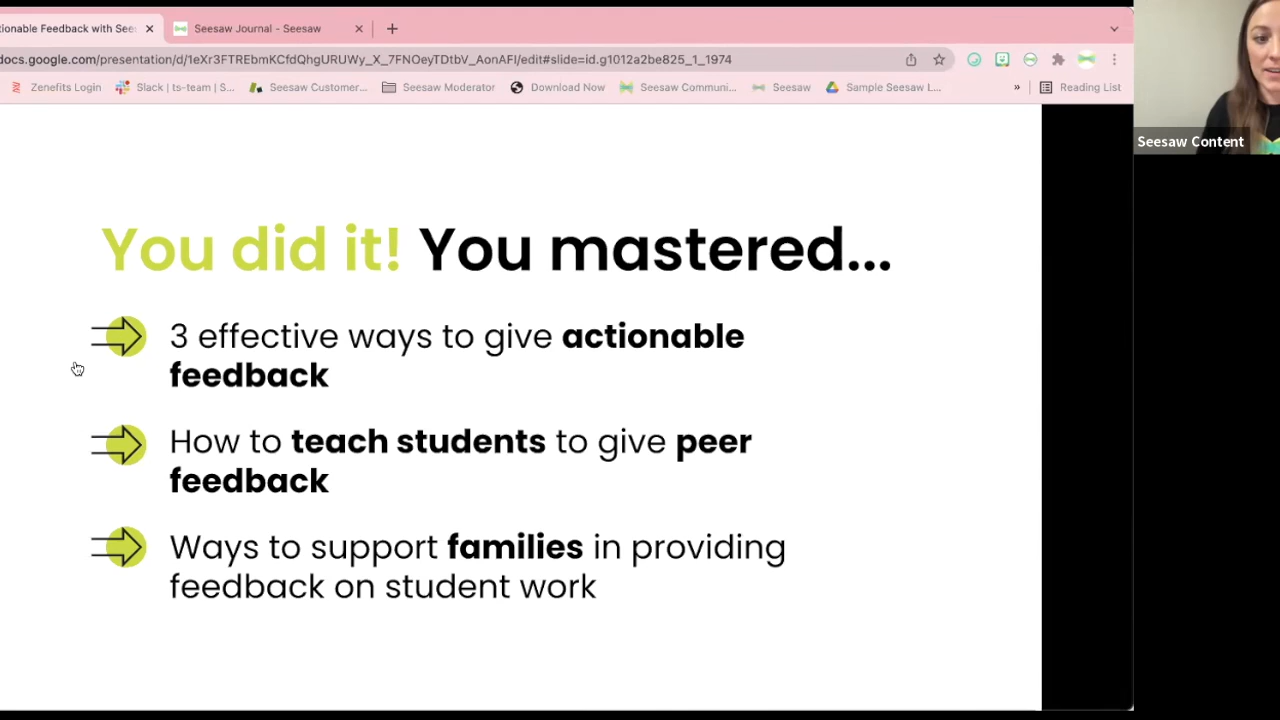 tionable Feedback with Sees
Seesaw Journal - Seesaw
docs.google.com/presentation/d/1eXr3FTREbmKCfdQhgURUWy_X_7FNOeyTDtbV_AonAFI/edit#slide=id.g1012a2be825_1_1974
Zenefits Login
Slack | ts-team | S...
Seesaw Customer...
Seesaw Moderator
Download Now
Seesaw Communi...
Seesaw
Sample Seesaw L...
»
Reading List
Seesaw Content
You did it! You mastered...
3 effective ways to give actionable
feedback
How to teach students to give peer
feedback
Ways to support families in providing
feedback on student work